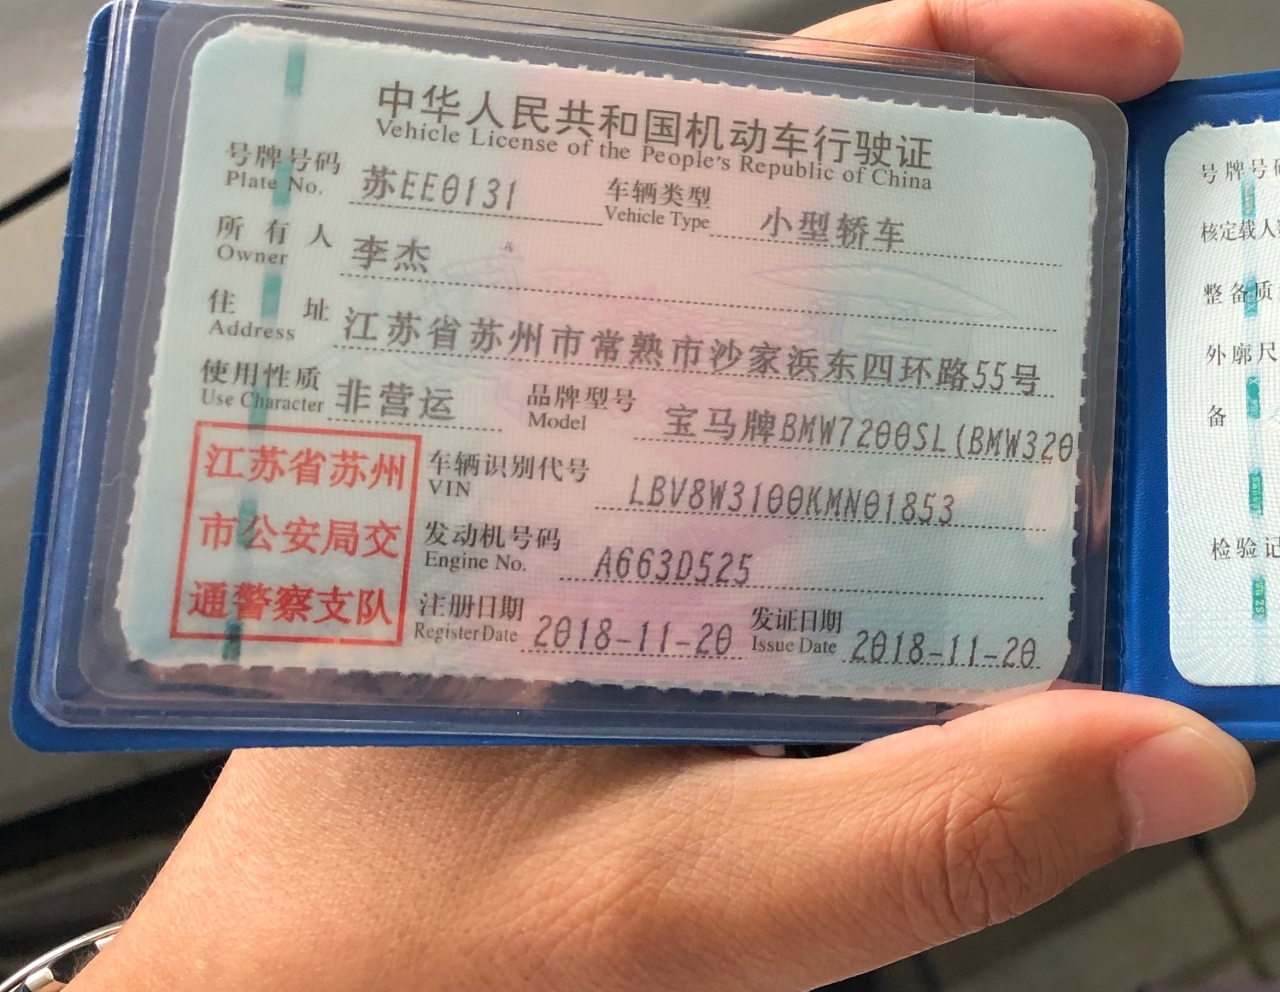 中华人民共和国机动车行驶证
Vehicle License of the People's Republic of China
号牌号码 苏EE0131 车辆类型 小型轿车
Plate No. Vehicle Type
所有人 李杰
Owner
住址 江苏省苏州市常熟市沙家浜东四环路55号
Address
使用性质 非营运 品牌型号 宝马牌BMW7200SL(BMW320
Use Character Model
江苏省苏州
市公安局交
通警察支队
车辆识别代号 LBV8W3100KMN01853
VIN
发动机号码 A663D525
Engine No.
注册日期 2018-11-20 发证日期 2018-11-20
Register Date Issue Date
号牌号码
核定载人
整备质
外廓尺
备
检验记